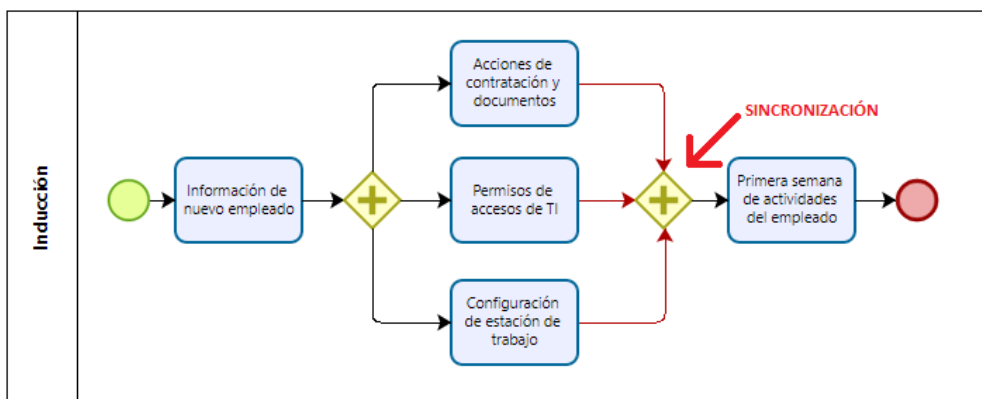 Inducción
Información de
nuevo empleado
Acciones de
contratación y
documentos
Permisos de
accesos de TI
Configuración
de estación de
trabajo
SINCRONIZACIÓN
Primera semana
de actividades
del empleado